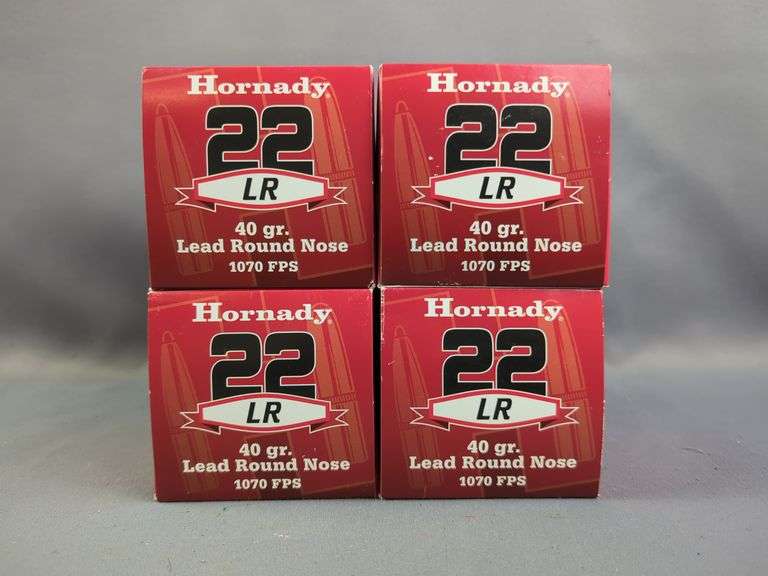 Hornady®
22
LR
40 gr.
Lead Round Nose
1070 FPS
Hornady®
22
LR
40 gr.
Lead Round Nose
1070 FPS
Hornady®
22
LR
40 gr.
Lead Round Nose
1070 FPS
Hornady®
22
LR
40 gr.
Lead Round Nose
1070 FPS